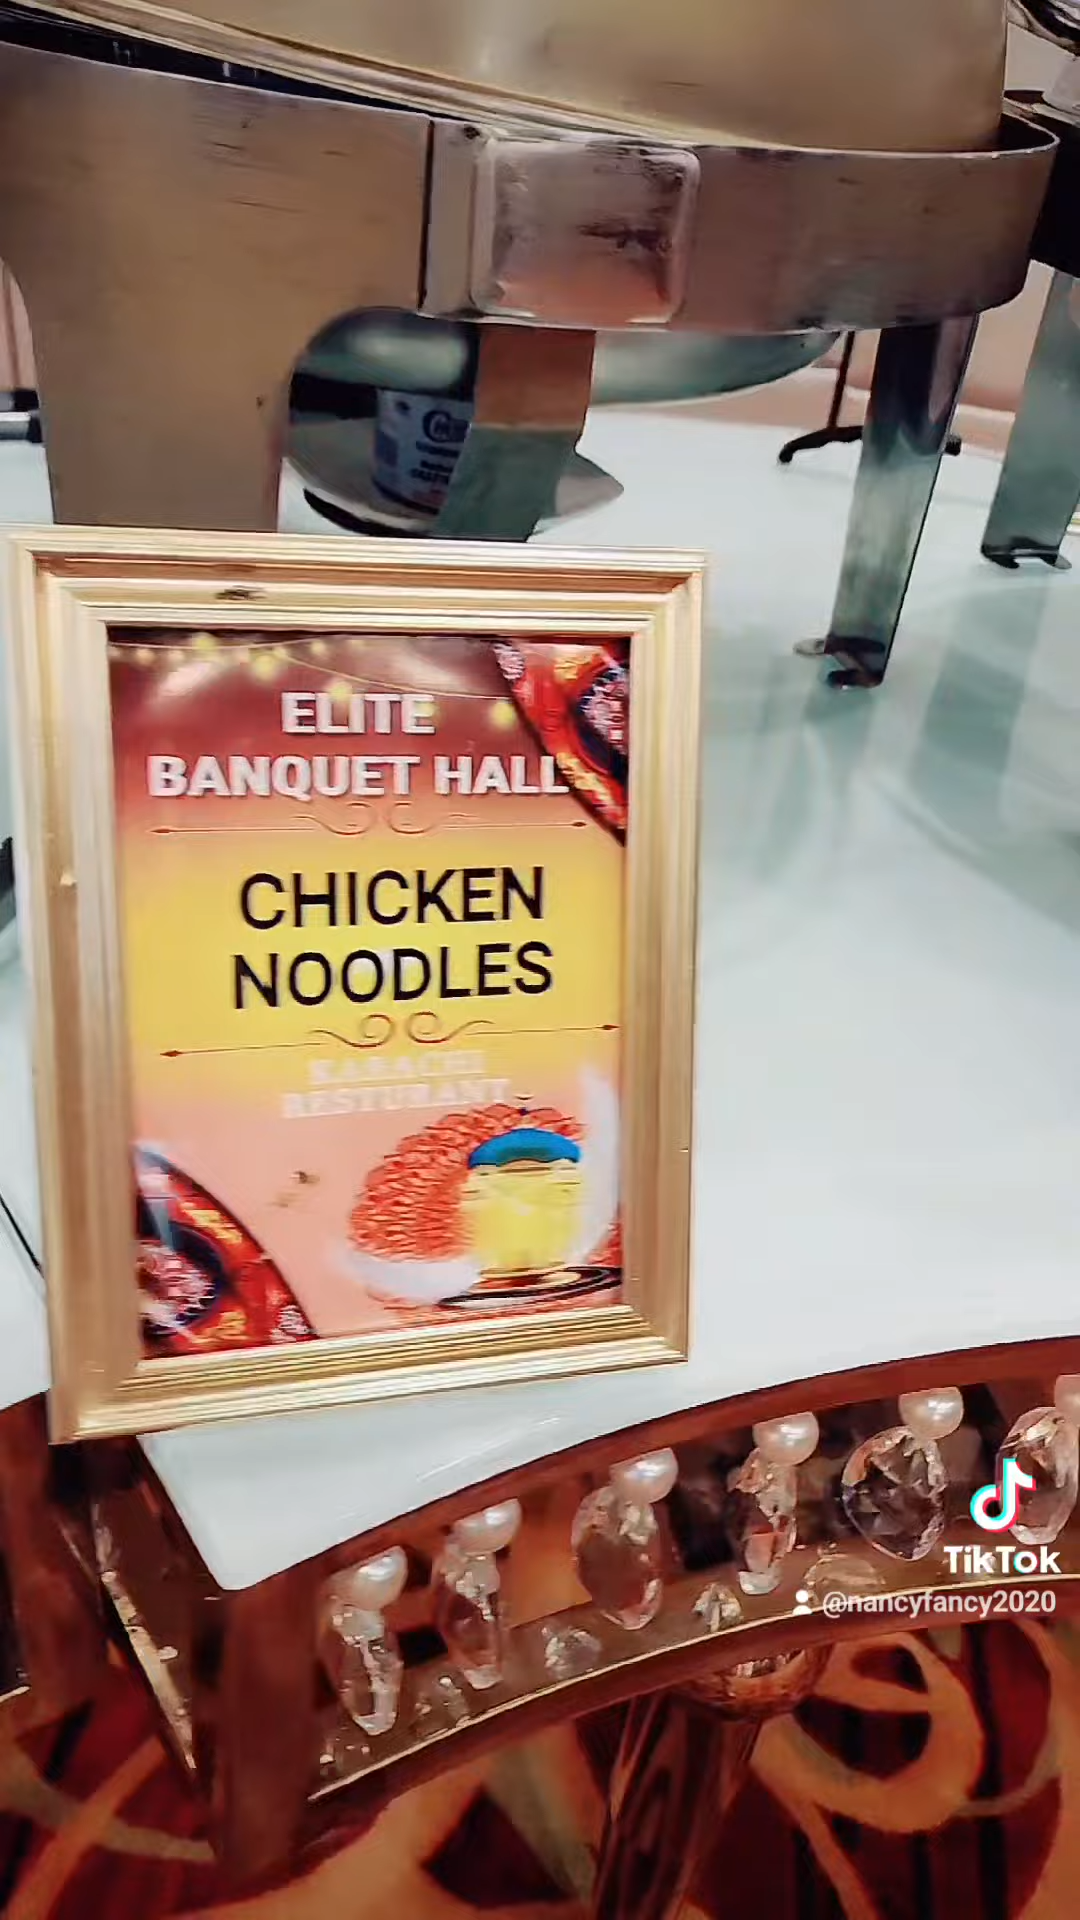 ELITE
BANQUET HALL
CHICKEN
NOODLES
KARACHI
RESTURANT
TikTok
@nancyfancy2020